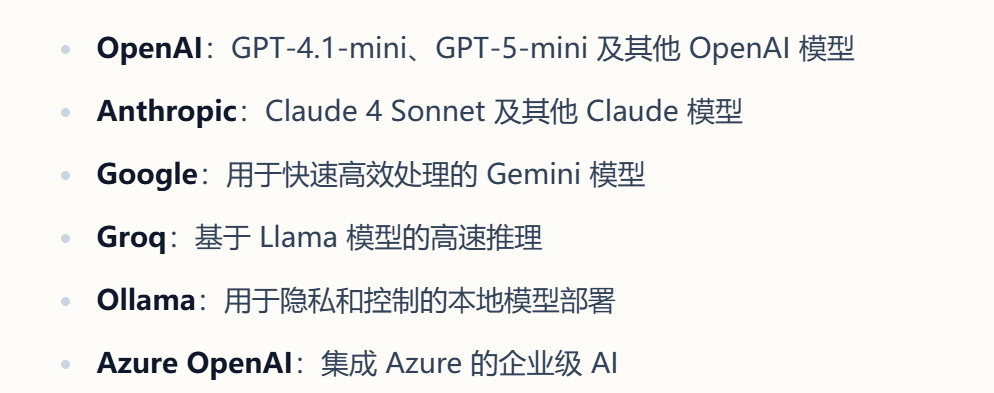 OpenAI：GPT-4.1-mini、GPT-5-mini 及其他 OpenAI 模型
Anthropic：Claude 4 Sonnet 及其他 Claude 模型
Google：用于快速高效处理的 Gemini 模型
Groq：基于 Llama 模型的高速推理
Ollama：用于隐私和控制的本地模型部署
Azure OpenAI：集成 Azure 的企业级 AI